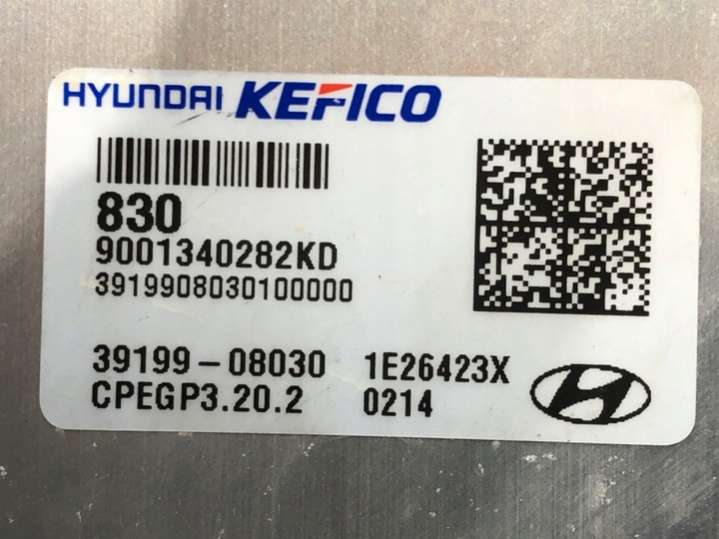 HYUNDAI KEFICO
830
9001340282KD
3919908030100000
39199-08030 1E26423X
CPEGP3.20.2 0214